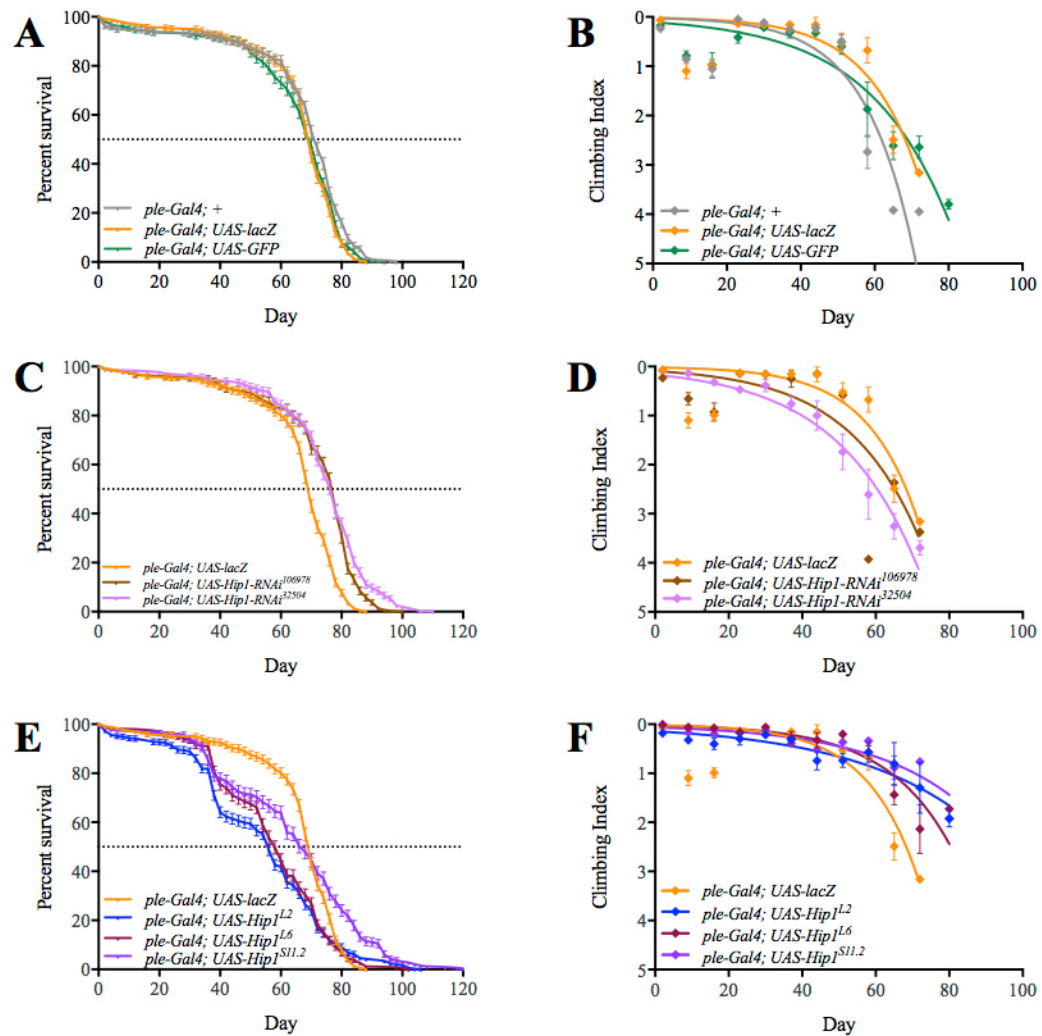 A
Percent survival
100
80
60
40
20
0
ple-Gal4; +
ple-Gal4; UAS-lacZ
ple-Gal4; UAS-GFP
0 20 40 60 80 100 120
Day
B
Climbing Index
0
1
2
3
4
5
ple-Gal4; +
ple-Gal4; UAS-lacZ
ple-Gal4; UAS-GFP
0 20 40 60 80 100
Day
C
Percent survival
100
80
60
40
20
0
ple-Gal4; UAS-lacZ
ple-Gal4; UAS-Hip1-RNAi106978
ple-Gal4; UAS-Hip1-RNAi32504
0 20 40 60 80 100 120
Day
D
Climbing Index
0
1
2
3
4
5
ple-Gal4; UAS-lacZ
ple-Gal4; UAS-Hip1-RNAi106978
ple-Gal4; UAS-Hip1-RNAi32504
0 20 40 60 80 100
Day
E
Percent survival
100
80
60
40
20
0
ple-Gal4; UAS-lacZ
ple-Gal4; UAS-Hip1L2
ple-Gal4; UAS-Hip1L6
ple-Gal4; UAS-Hip1S11.2
0 20 40 60 80 100 120
Day
F
Climbing Index
0
1
2
3
4
5
ple-Gal4; UAS-lacZ
ple-Gal4; UAS-Hip1L2
ple-Gal4; UAS-Hip1L6
ple-Gal4; UAS-Hip1S11.2
0 20 40 60 80 100
Day